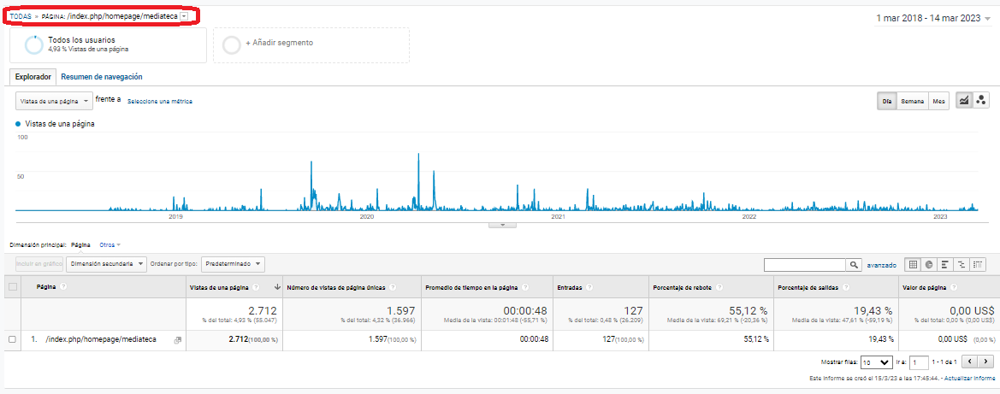 TODAS » PÁGINA: /index.php/homepage/mediateca
1 mar 2018 - 14 mar 2023
Todos los usuarios
4,93 % Vistas de una página
+ Añadir segmento
Explorador Resumen de navegación
Vistas de una página frente a Seleccione una métrica
Día Semana Mes
Vistas de una página
100
50
2019 2020 2021 2022 2023
Dimensión principal: Página Otros
Incluir en gráfico Dimensión secundaria Ordenar por tipo: Predeterminado avanzado
Página ? Vistas de una página ? Número de vistas de página únicas ? Promedio de tiempo en la página ? Entradas ? Porcentaje de rebote ? Porcentaje de salidas ? Valor de página ?
2.712 1.597 00:00:48 127 55,12 % 19,43 % 0,00 US$
% del total: 4,93 % (55.047) % del total: 4,32 % (36.966) Media de la vista: 00:01:48 (-55,71 %) % del total: 0,48 % (26.209) Media de la vista: 69,21 % (-20,36 %) Media de la vista: 47,61 % (-59,19 %) % del total: 0,00 % (0,00 US$)
1. /index.php/homepage/mediateca 2.712(100,00 %) 1.597(100,00 %) 00:00:48 127(100,00 %) 55,12 % 19,43 % 0,00 US$ (0,00 %)
Mostrar filas: 10 Ir a: 1 1 - 1 de 1
Este informe se creó el 15/3/23 a las 17:45:44. - Actualizar informe